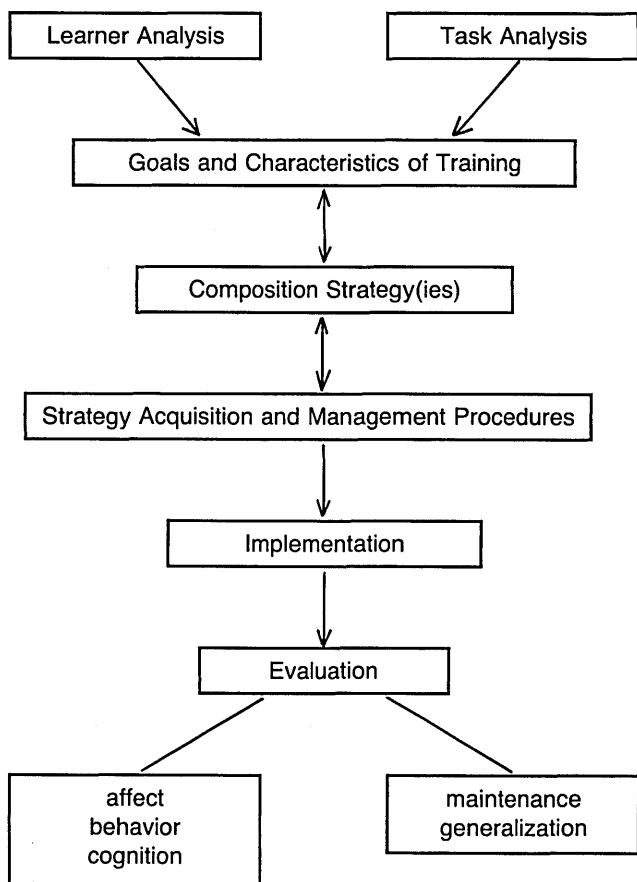 Learner Analysis
Task Analysis
Goals and Characteristics of Training
Composition Strategy(ies)
Strategy Acquisition and Management Procedures
Implementation
Evaluation
affect
behavior
cognition
maintenance
generalization